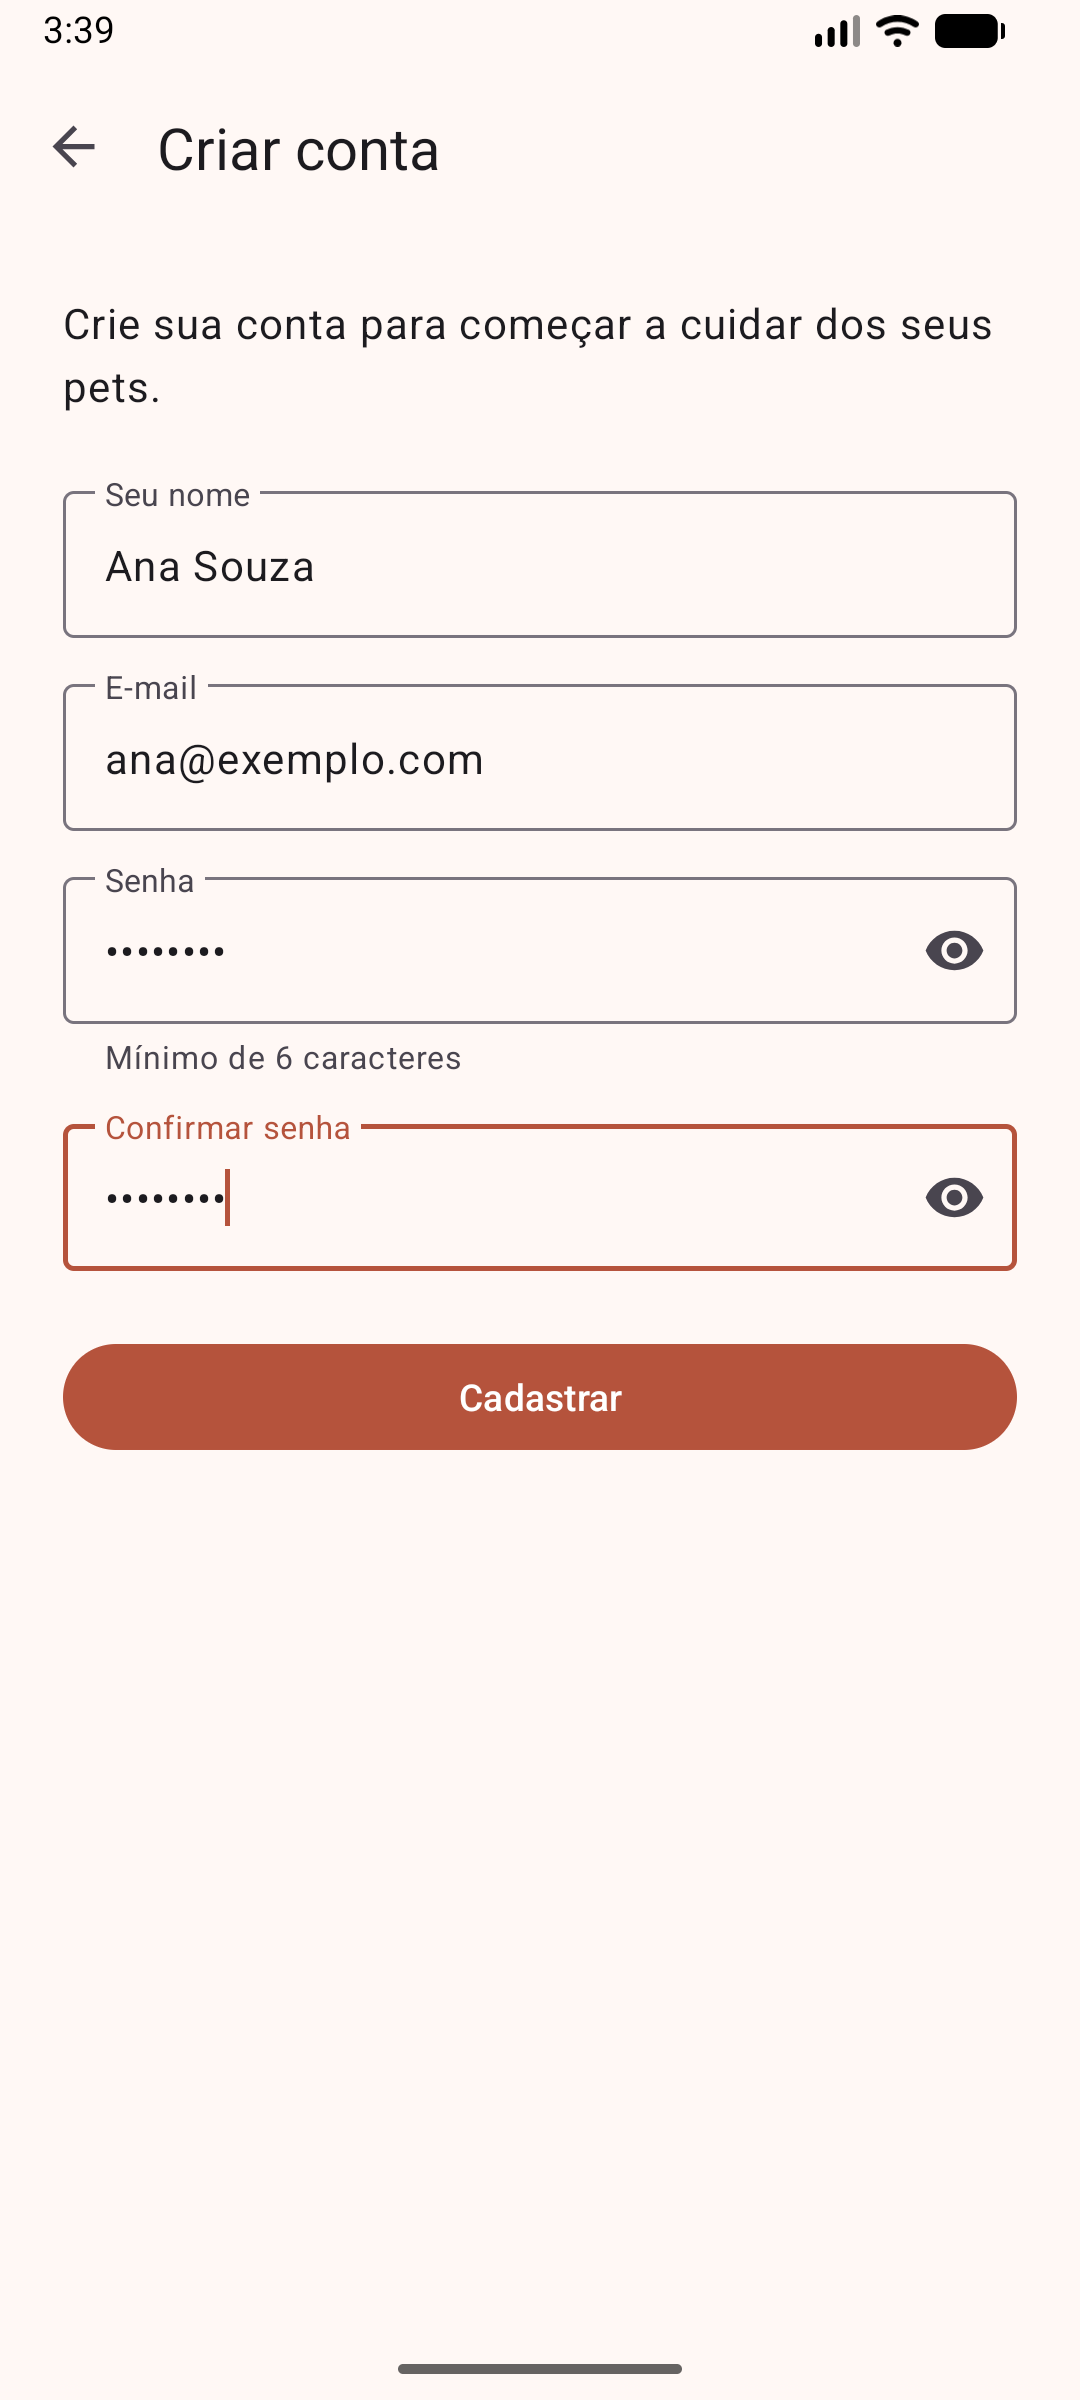 3:39
Criar conta
Crie sua conta para começar a cuidar dos seus
pets.
Seu nome
Ana Souza
E-mail
ana@exemplo.com
Senha
••••••••
Mínimo de 6 caracteres
Confirmar senha
••••••••
Cadastrar